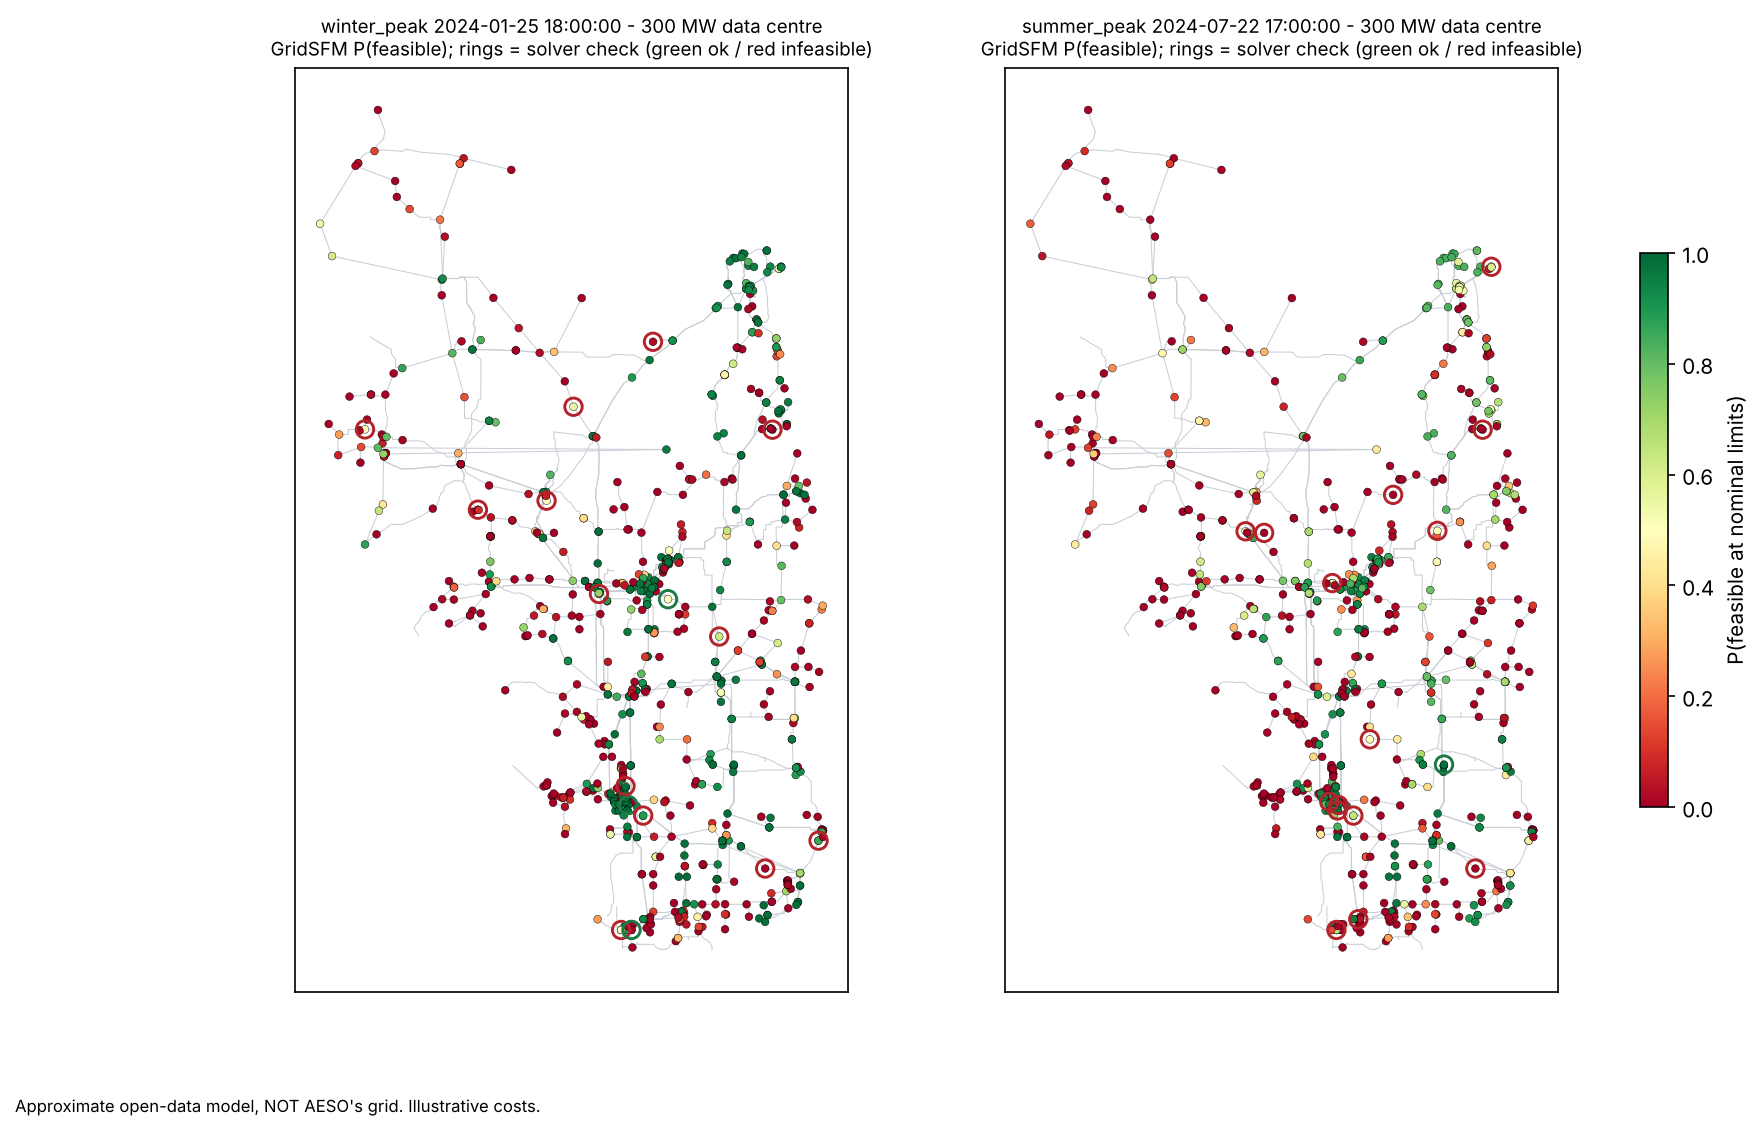 winter_peak 2024-01-25 18:00:00 - 300 MW data centre
GridSFM P(feasible); rings = solver check (green ok / red infeasible)
summer_peak 2024-07-22 17:00:00 - 300 MW data centre
GridSFM P(feasible); rings = solver check (green ok / red infeasible)
1.0
0.8
0.6
0.4
0.2
0.0
P(feasible at nominal limits)
Approximate open-data model, NOT AESO's grid. Illustrative costs.